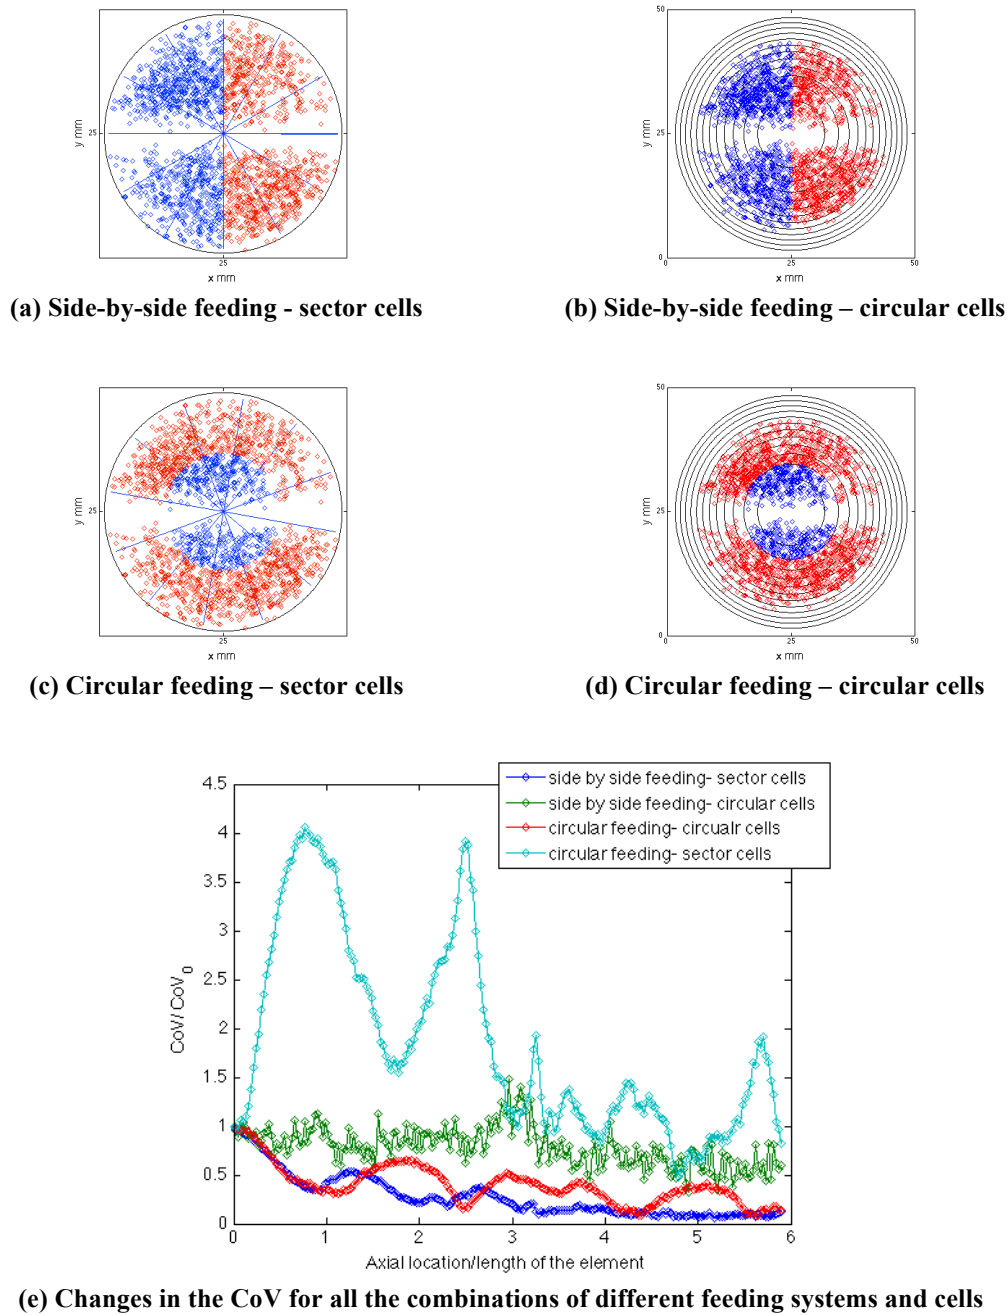 y mm
25
25
x mm
50
y mm
25
0
0
25
50
x mm
(a) Side-by-side feeding - sector cells
(b) Side-by-side feeding – circular cells
y mm
25
25
x mm
50
y mm
25
0
25
50
x mm
(c) Circular feeding – sector cells
(d) Circular feeding – circular cells
side by side feeding- sector cells
side by side feeding- circular cells
circular feeding- circualr cells
circular feeding- sector cells
4.5
4
3.5
3
2.5
2
1.5
1
0.5
0
CoV/ CoV0
0 1 2 3 4 5 6
Axial location/length of the element
(e) Changes in the CoV for all the combinations of different feeding systems and cells